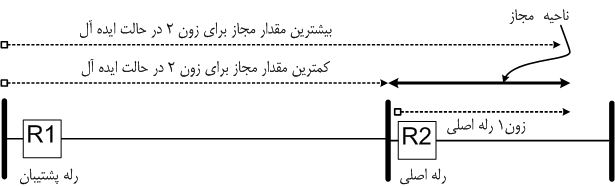 ناحیه مجاز
بیشترین مقدار مجاز برای زون ۲ در حالت ایده آل
کمترین مقدار مجاز برای زون ۲ در حالت ایده آل
زون۱ رله اصلی
R1
R2
رله پشتیبان
رله اصلی